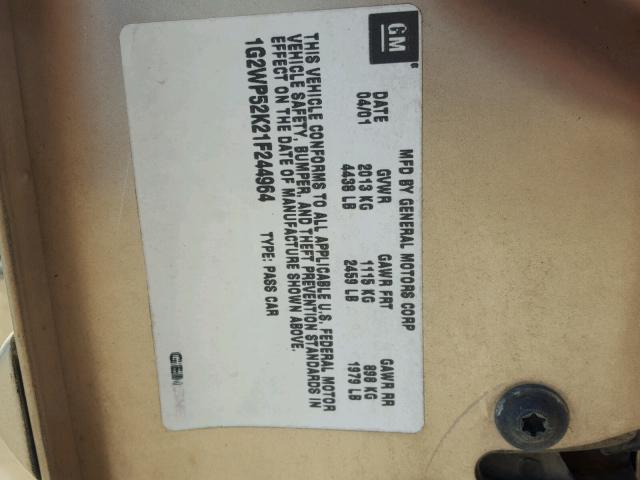 GM
MFD BY GENERAL MOTORS CORP
DATE GVWR GAWR FRT GAWR RR
04/01 2013 KG 1115 KG 898 KG
4438 LB 2459 LB 1979 LB
THIS VEHICLE CONFORMS TO ALL APPLICABLE U.S. FEDERAL MOTOR
VEHICLE SAFETY, BUMPER, AND THEFT PREVENTION STANDARDS IN
EFFECT ON THE DATE OF MANUFACTURE SHOWN ABOVE.
1G2WP52K21F244964 TYPE: PASS CAR